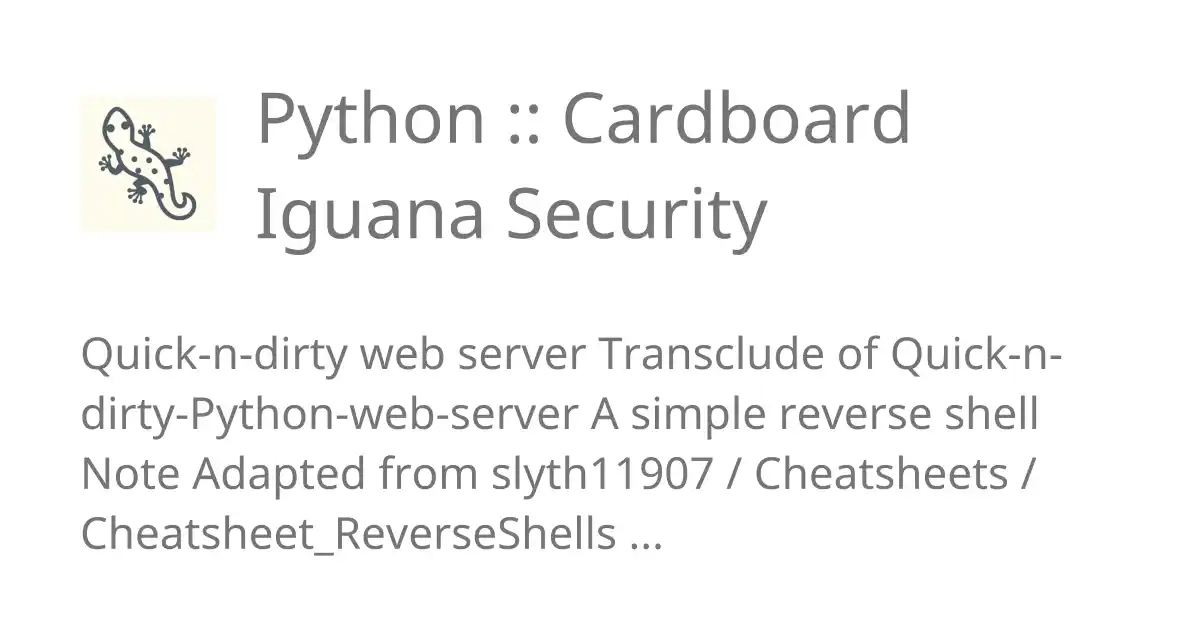 Python :: Cardboard
Iguana Security
Quick-n-dirty web server Transclude of Quick-n-
dirty-Python-web-server A simple reverse shell
Note Adapted from slyth11907 / Cheatsheets /
Cheatsheet_ReverseShells ...